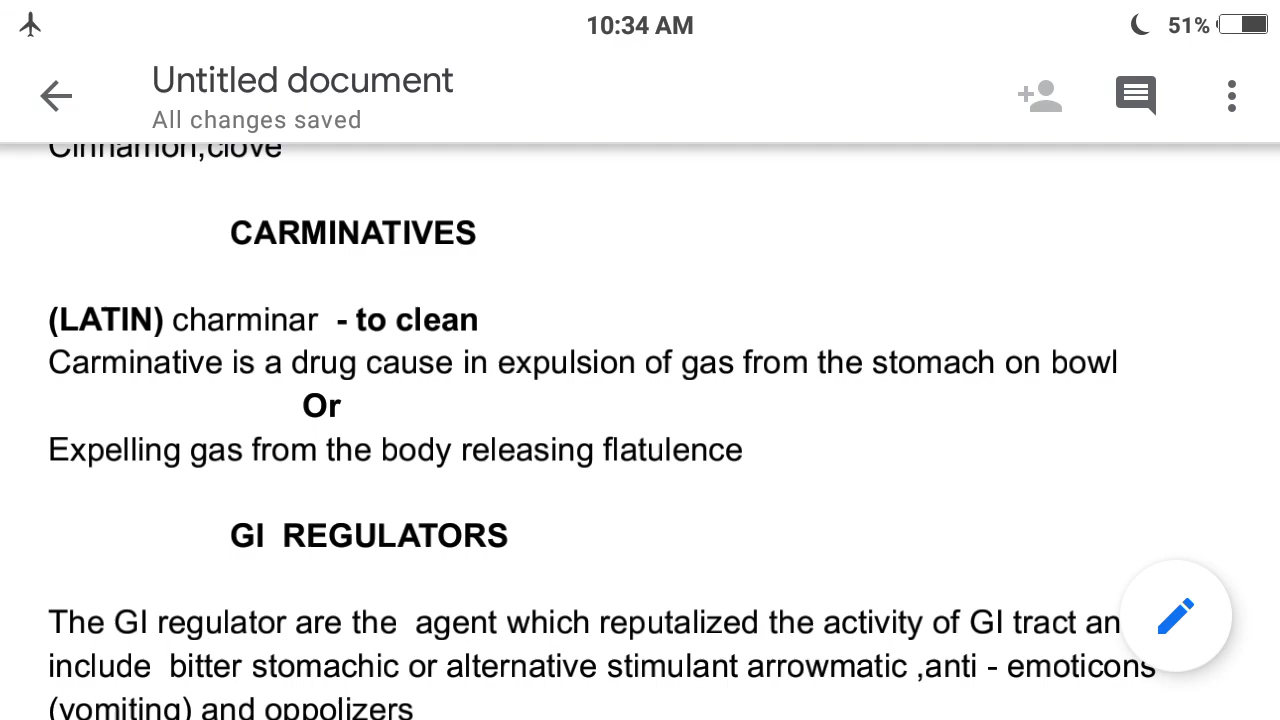 10:34 AM
51%
Untitled document
All changes saved
Cinnamon,clove
CARMINATIVES
(LATIN) charminar - to clean
Carminative is a drug cause in expulsion of gas from the stomach on bowl
Or
Expelling gas from the body releasing flatulence
GI REGULATORS
The GI regulator are the agent which reputalized the activity of GI tract an
include bitter stomachic or alternative stimulant arrowmatic ,anti - emoticons
(vomiting) and oppolizers